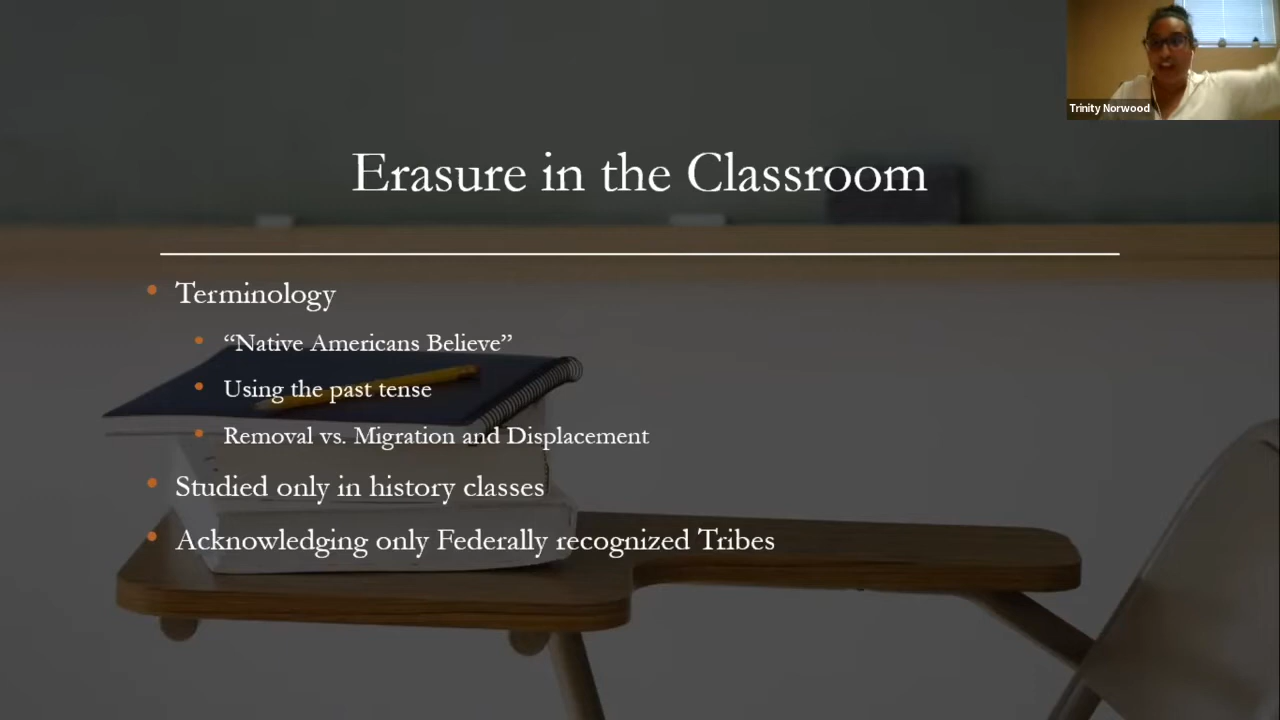 Trinity Norwood
Erasure in the Classroom
Terminology
“Native Americans Believe”
Using the past tense
Removal vs. Migration and Displacement
Studied only in history classes
Acknowledging only Federally recognized Tribes